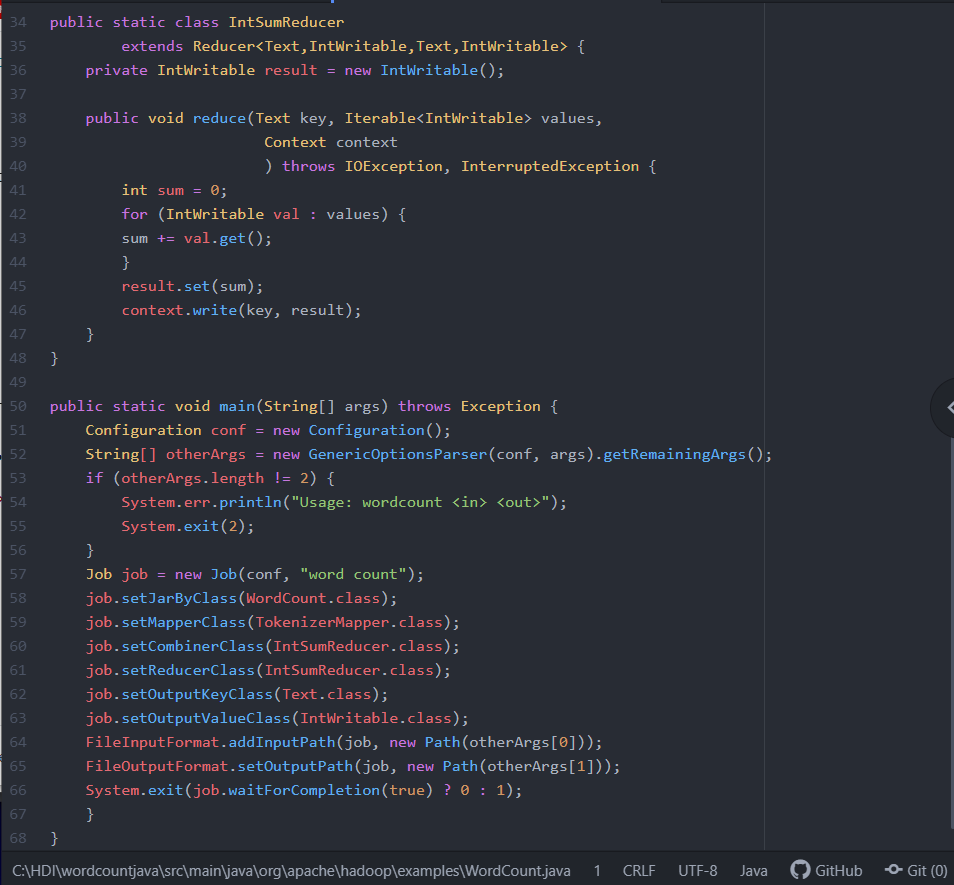 34 public static class IntSumReducer
35 extends Reducer<Text,IntWritable,Text,IntWritable> {
36 private IntWritable result = new IntWritable();
37
38 public void reduce(Text key, Iterable<IntWritable> values,
39 Context context
40 ) throws IOException, InterruptedException {
41 int sum = 0;
42 for (IntWritable val : values) {
43 sum += val.get();
44 }
45 result.set(sum);
46 context.write(key, result);
47 }
48 }
49
50 public static void main(String[] args) throws Exception {
51 Configuration conf = new Configuration();
52 String[] otherArgs = new GenericOptionsParser(conf, args).getRemainingArgs();
53 if (otherArgs.length != 2) {
54 System.err.println("Usage: wordcount <in> <out>");
55 System.exit(2);
56 }
57 Job job = new Job(conf, "word count");
58 job.setJarByClass(WordCount.class);
59 job.setMapperClass(TokenizerMapper.class);
60 job.setCombinerClass(IntSumReducer.class);
61 job.setReducerClass(IntSumReducer.class);
62 job.setOutputKeyClass(Text.class);
63 job.setOutputValueClass(IntWritable.class);
64 FileInputFormat.addInputPath(job, new Path(otherArgs[0]));
65 FileOutputFormat.setOutputPath(job, new Path(otherArgs[1]));
66 System.exit(job.waitForCompletion(true) ? 0 : 1);
67 }
68 }
C:\HDI\wordcountjava\src\main\java\org\apache\hadoop\examples\WordCount.java 1 CRLF UTF-8 Java GitHub Git (0)